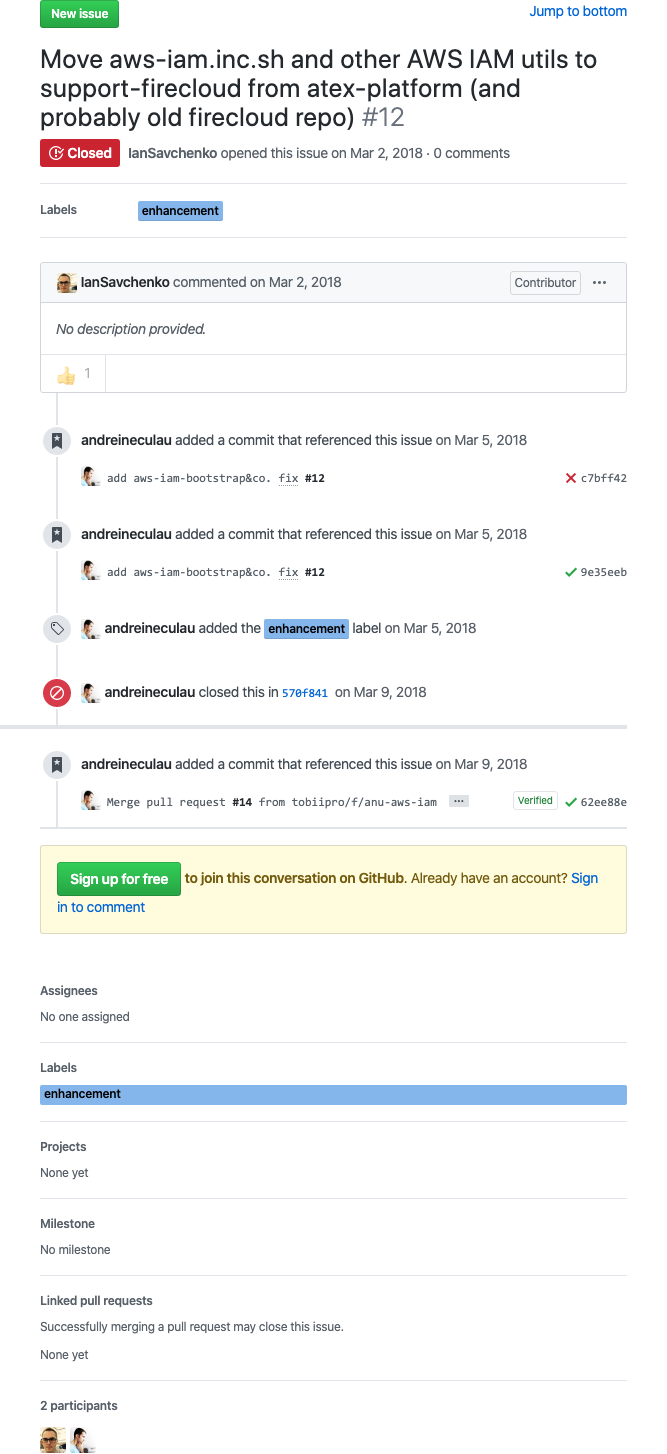 New issue
Jump to bottom
Move aws-iam.inc.sh and other AWS IAM utils to
support-firecloud from atex-platform (and
probably old firecloud repo) #12
Closed
IanSavchenko opened this issue on Mar 2, 2018 · 0 comments
Labels
enhancement
IanSavchenko commented on Mar 2, 2018
Contributor
No description provided.
👍 1
andreineculau added a commit that referenced this issue on Mar 5, 2018
add aws-iam-bootstrap&co. fix #12
c7bff42
andreineculau added a commit that referenced this issue on Mar 5, 2018
add aws-iam-bootstrap&co. fix #12
9e35eeb
andreineculau added the enhancement label on Mar 5, 2018
andreineculau closed this in 570f841 on Mar 9, 2018
andreineculau added a commit that referenced this issue on Mar 9, 2018
Merge pull request #14 from tobiipro/f/anu-aws-iam
Verified
62ee88e
Sign up for free to join this conversation on GitHub. Already have an account? Sign
in to comment
Assignees
No one assigned
Labels
enhancement
Projects
None yet
Milestone
No milestone
Linked pull requests
Successfully merging a pull request may close this issue.
None yet
2 participants